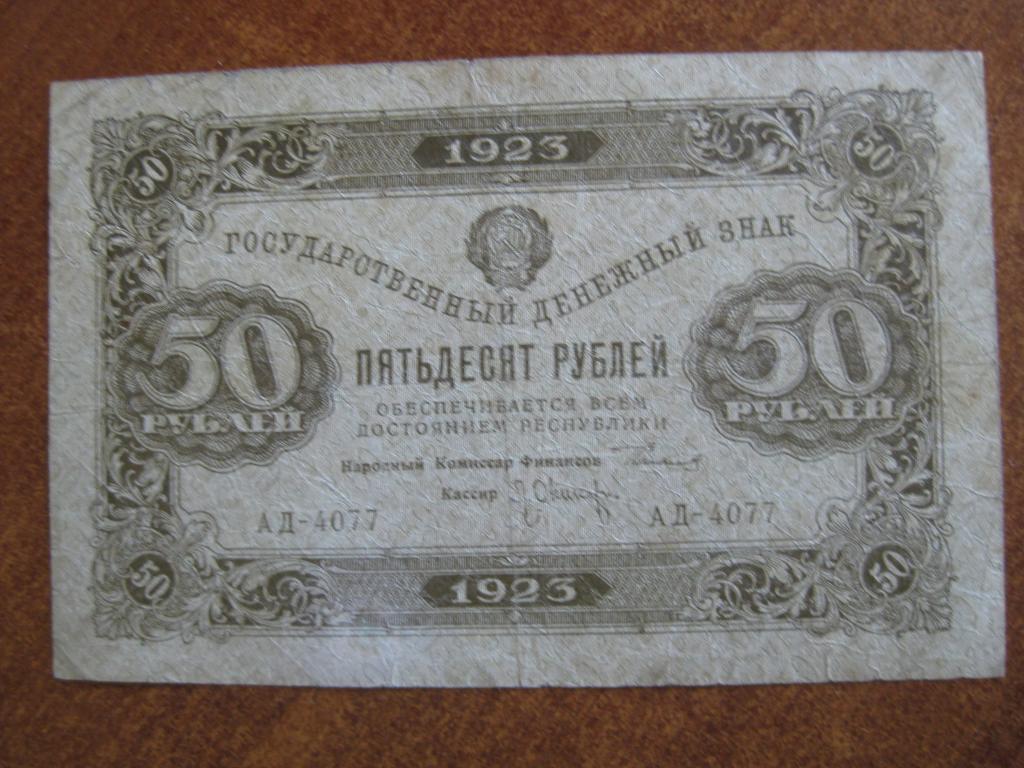 50 1923 50
ГОСУДАРСТВЕННЫЙ ДЕНЕЖНЫЙ ЗНАК
50 РУБЛЕЙ
ПЯТЬДЕСЯТ РУБЛЕЙ
50 РУБЛЕЙ
ОБЕСПЕЧИВАЕТСЯ ВСЕМ
ДОСТОЯНИЕМ РЕСПУБЛИКИ
Народный Комиссар Финансов
Кассир
АД-4077 АД-4077
50 1923 50